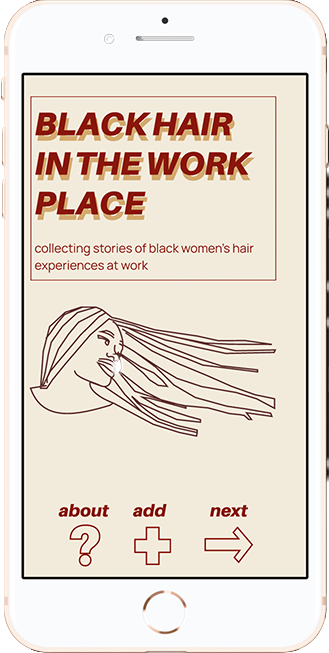 BLACK HAIR
IN THE WORK
PLACE
collecting stories of black women's hair
experiences at work
about add next